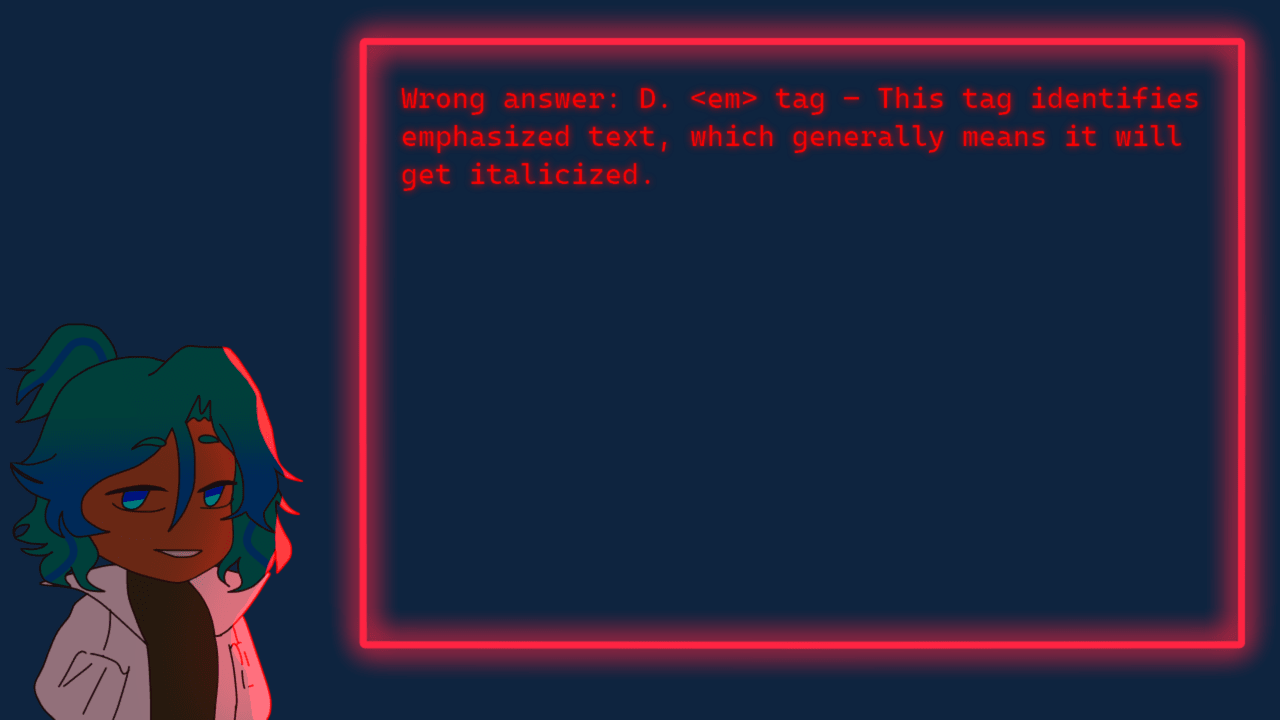 Wrong answer: D. <em> tag – This tag identifies
emphasized text, which generally means it will
get italicized.